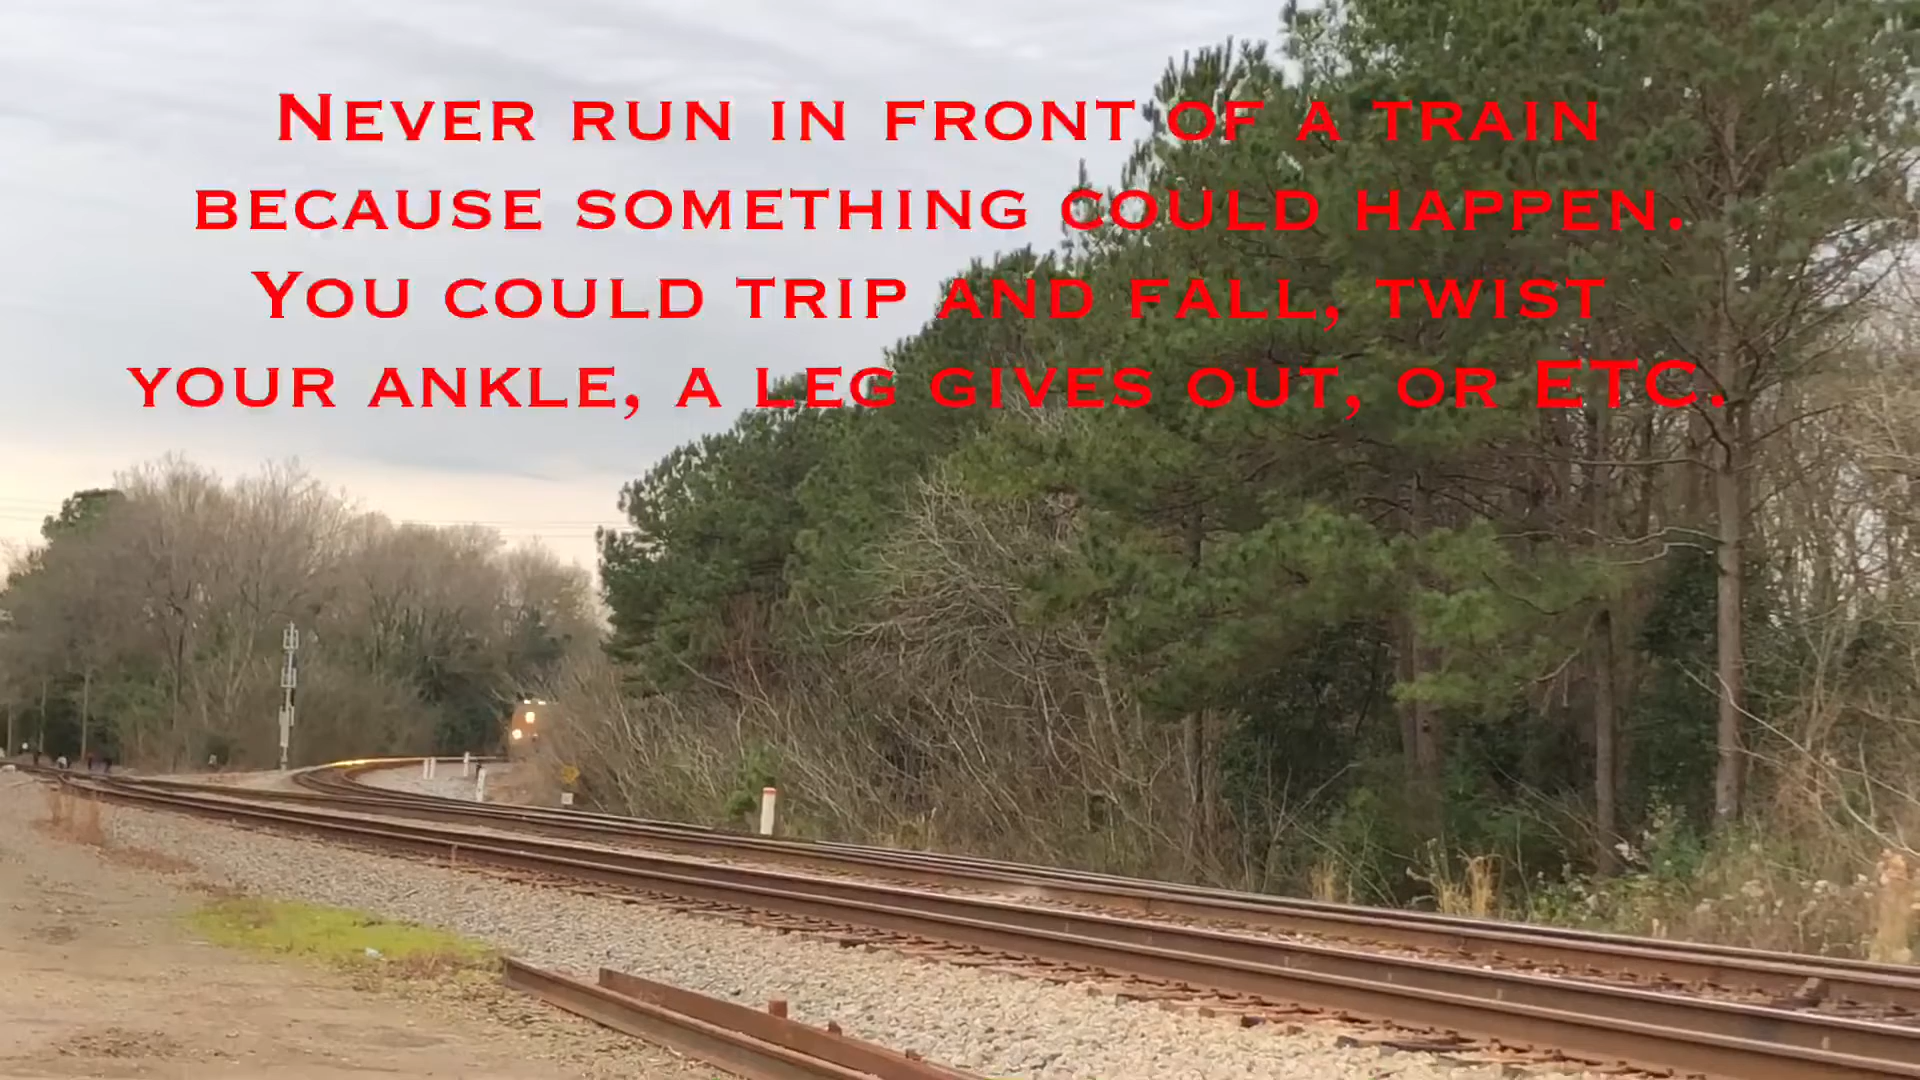 Never run in front of a train
because something could happen.
You could trip and fall, twist
your ankle, a leg gives out, or ETC.